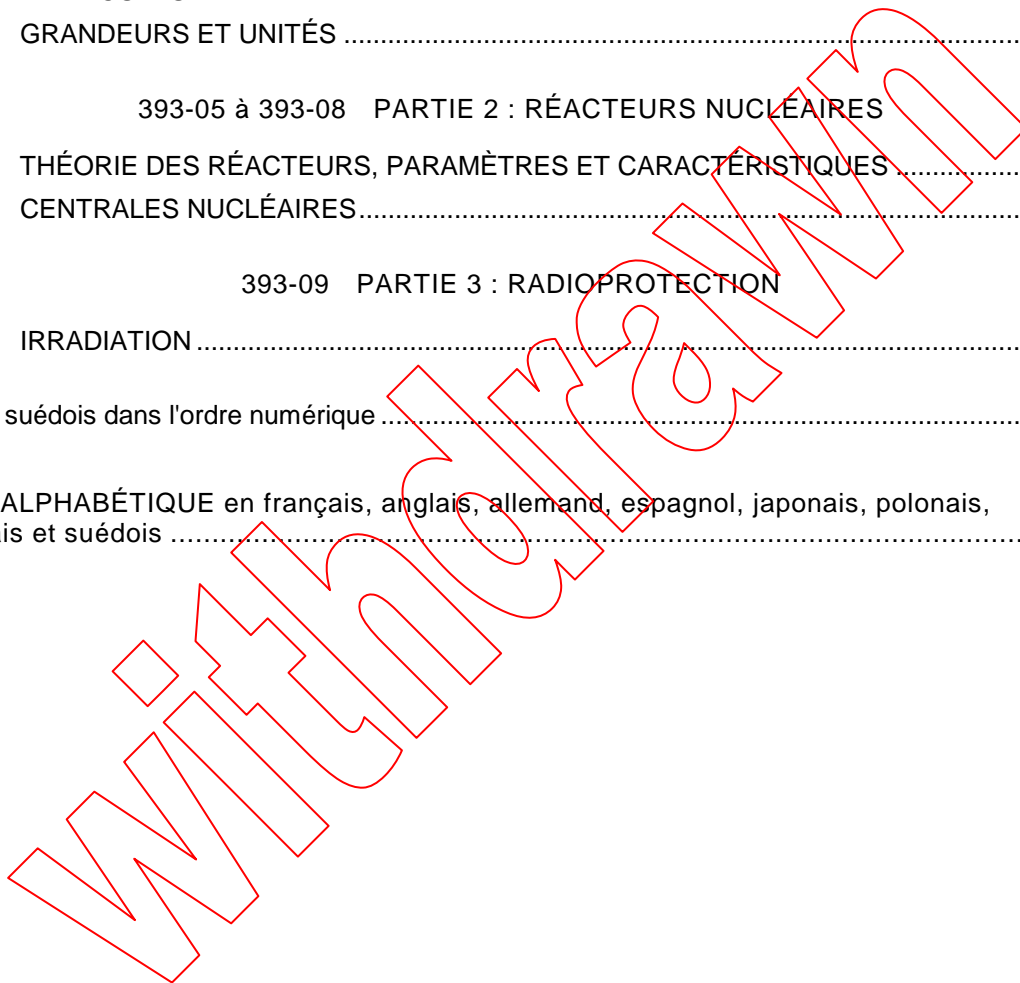 GRANDEURS ET UNITÉS ....................................................................................................
393-05 à 393-08 PARTIE 2 : RÉACTEURS NUCLÉAIRES
THÉORIE DES RÉACTEURS, PARAMÈTRES ET CARACTÉRISTIQUES .................
CENTRALES NUCLÉAIRES...................................................................................................
393-09 PARTIE 3 : RADIOPROTECTION
IRRADIATION .........................................................................................................................
suédois dans l'ordre numérique ..........................................................................................
ALPHABÉTIQUE en français, anglais, allemand, espagnol, japonais, polonais,
et suédois ..............................................................................................................................
withdrawn